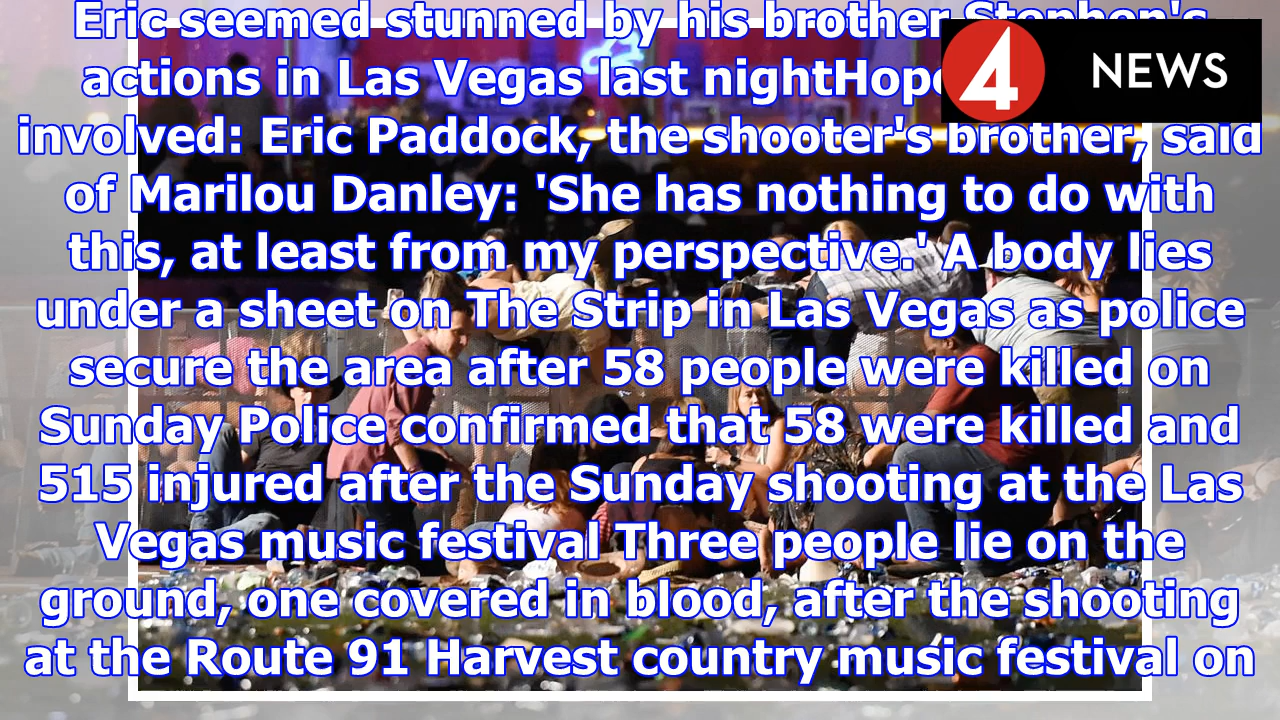 Eric seemed stunned by his brother Stephen's
actions in Las Vegas last nightHope
4 NEWS
involved: Eric Paddock, the shooter's brother, said
of Marilou Danley: 'She has nothing to do with
this, at least from my perspective.' A body lies
under a sheet on The Strip in Las Vegas as police
secure the area after 58 people were killed on
Sunday Police confirmed that 58 were killed and
515 injured after the Sunday shooting at the Las
Vegas music festival Three people lie on the
ground, one covered in blood, after the shooting
at the Route 91 Harvest country music festival on